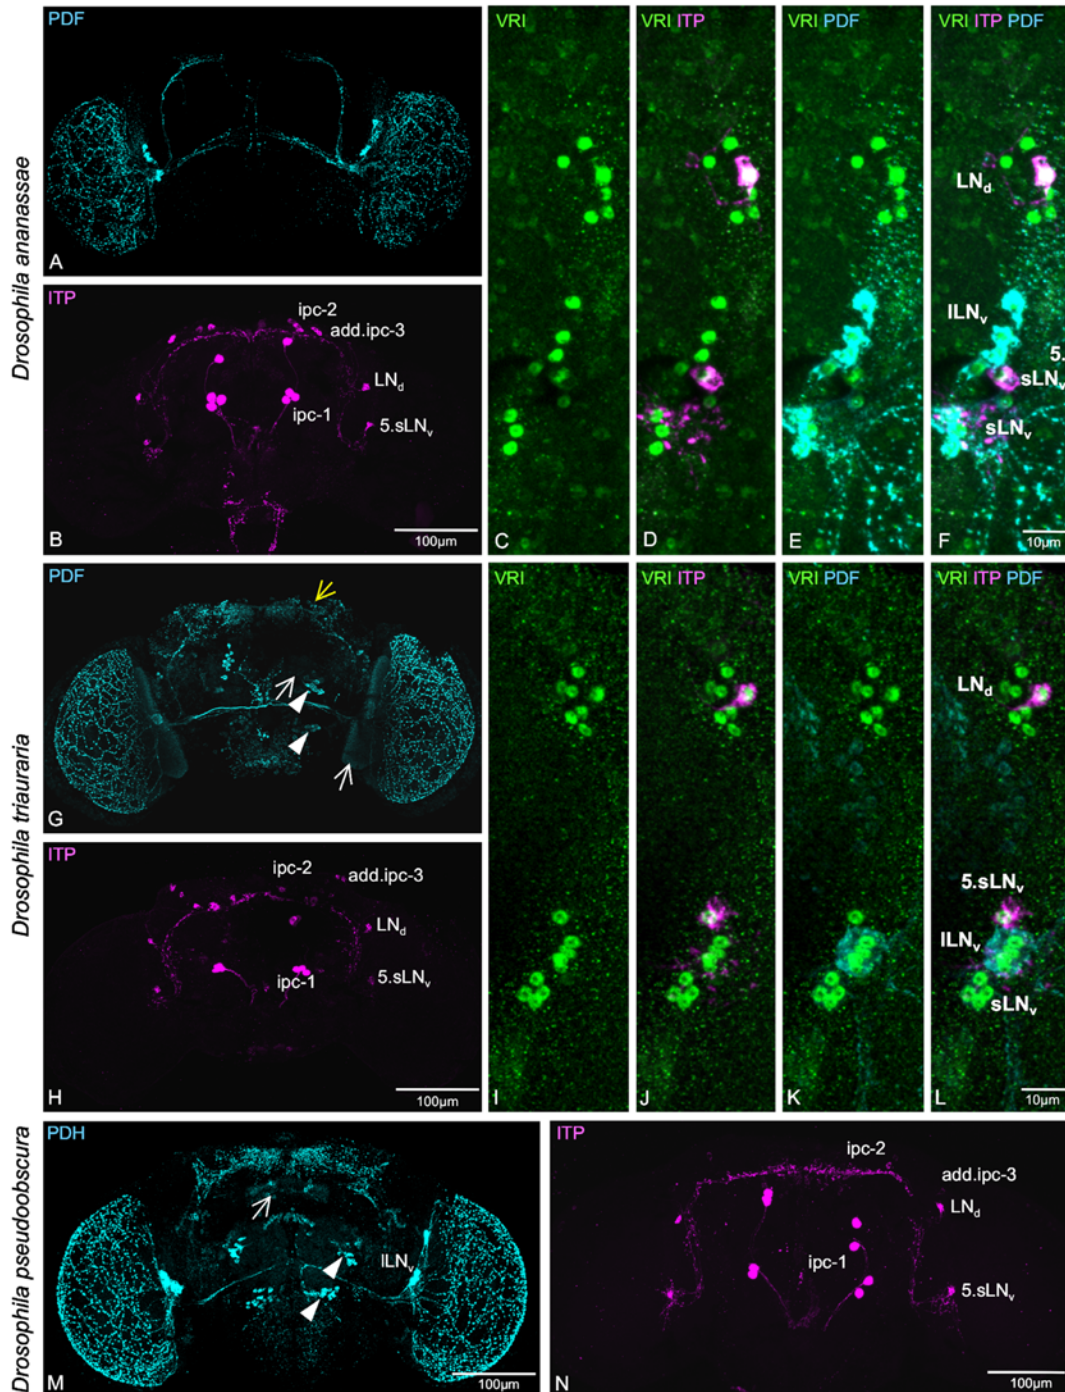 Drosophila ananassae
PDF
A
ITP
ipc-2
add.ipc-3
LNd
ipc-1
5.sLNv
100µm
B
VRI
C
VRI ITP
D
VRI PDF
E
VRI ITP PDF
LNd
lLNv
5.
sLNv
sLNv
10µm
F
Drosophila triauraria
PDF
G
ITP
ipc-2
add.ipc-3
LNd
ipc-1
5.sLNv
100µm
H
VRI
I
VRI ITP
J
VRI PDF
K
VRI ITP PDF
LNd
5.sLNv
lLNv
sLNv
10µm
L
Drosophila pseudoobscura
PDH
lLNv
100µm
M
ITP
ipc-2
add.ipc-3
LNd
ipc-1
5.sLNv
100µm
N